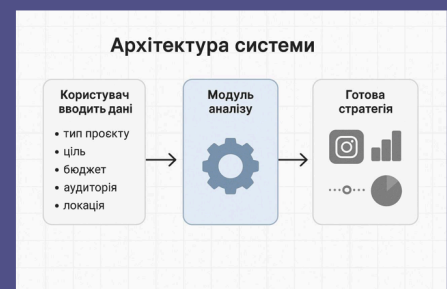 Архітектура системи
Користувач
вводить дані
• тип проєкту
• ціль
• бюджет
• аудиторія
• локація
Модуль
аналізу
Готова
стратегія